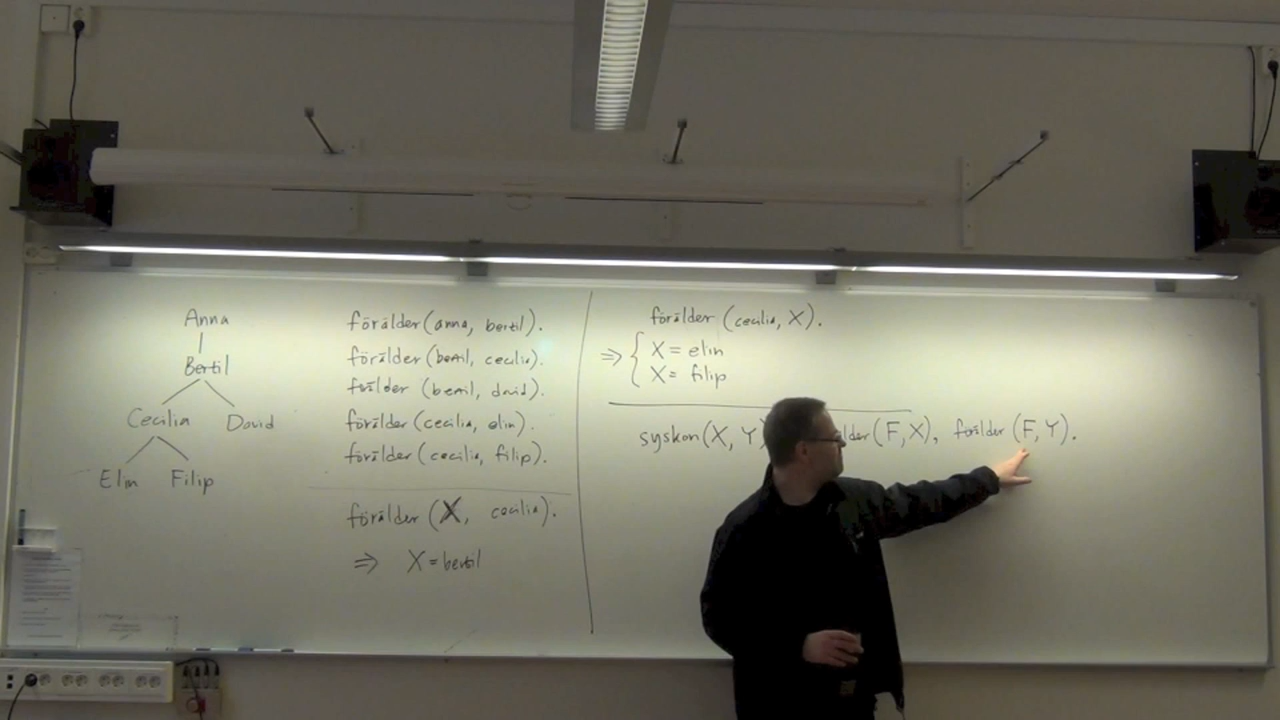 Anna
Bertil
Cecilia David
Elin Filip
förälder(anna, bertil).
förälder(bertil, cecilia).
förälder (bertil, david).
förälder(cecilia, elin).
förälder(cecilia, filip).
förälder(X, cecilia).
⇒ X=bertil
förälder (cecilia, X).
⇒ { X = elin
X = filip
syskon(X, Y) lder(F,X), förälder(F,Y).